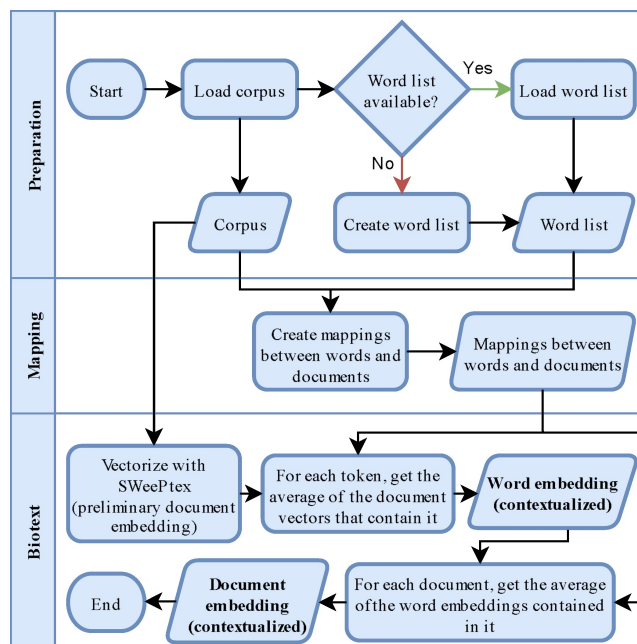 Preparation
Start
Load corpus
Word list
available?
Yes
Load word list
No
Corpus
Create word list
Word list
Mapping
Create mappings
between words and
documents
Mappings between
words and documents
Biotext
Vectorize with
SWeePtex
(preliminary document
embedding)
For each token, get the
average of the document
vectors that contain it
Word embedding
(contextualized)
End
Document
embedding
(contextualized)
For each document, get the average
of the word embeddings contained
in it